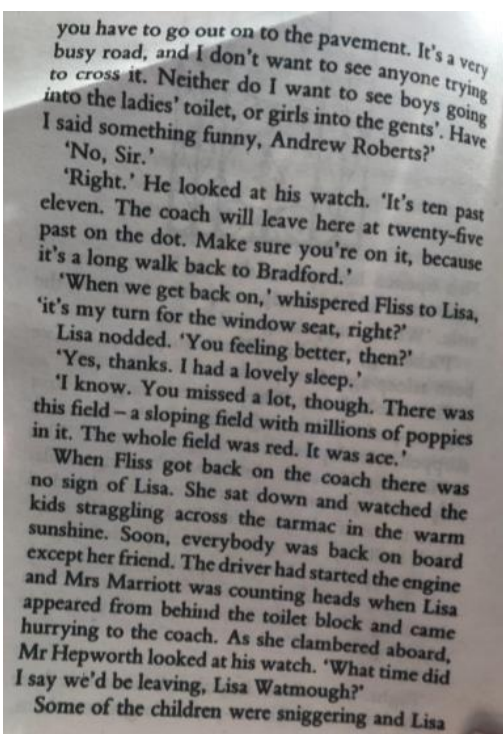 you have to go out on to the pavement. It's a very
busy road, and I don't want to see anyone trying
to cross it. Neither do I want to see boys going
into the ladies' toilet, or girls into the gents'. Have
I said something funny, Andrew Roberts?'
'No, Sir.'
'Right.' He looked at his watch. 'It's ten past
eleven. The coach will leave here at twenty-five
past on the dot. Make sure you're on it, because
it's a long walk back to Bradford.'
'When we get back on,' whispered Fliss to Lisa,
'it's my turn for the window seat, right?'
Lisa nodded. 'You feeling better, then?'
'Yes, thanks. I had a lovely sleep.'
'I know. You missed a lot, though. There was
this field – a sloping field with millions of poppies
in it. The whole field was red. It was ace.'
When Fliss got back on the coach there was
no sign of Lisa. She sat down and watched the
kids straggling across the tarmac in the warm
sunshine. Soon, everybody was back on board
except her friend. The driver had started the engine
and Mrs Marriott was counting heads when Lisa
appeared from behind the toilet block and came
hurrying to the coach. As she clambered aboard,
Mr Hepworth looked at his watch. 'What time did
I say we'd be leaving, Lisa Watmough?'
Some of the children were sniggering and Lisa